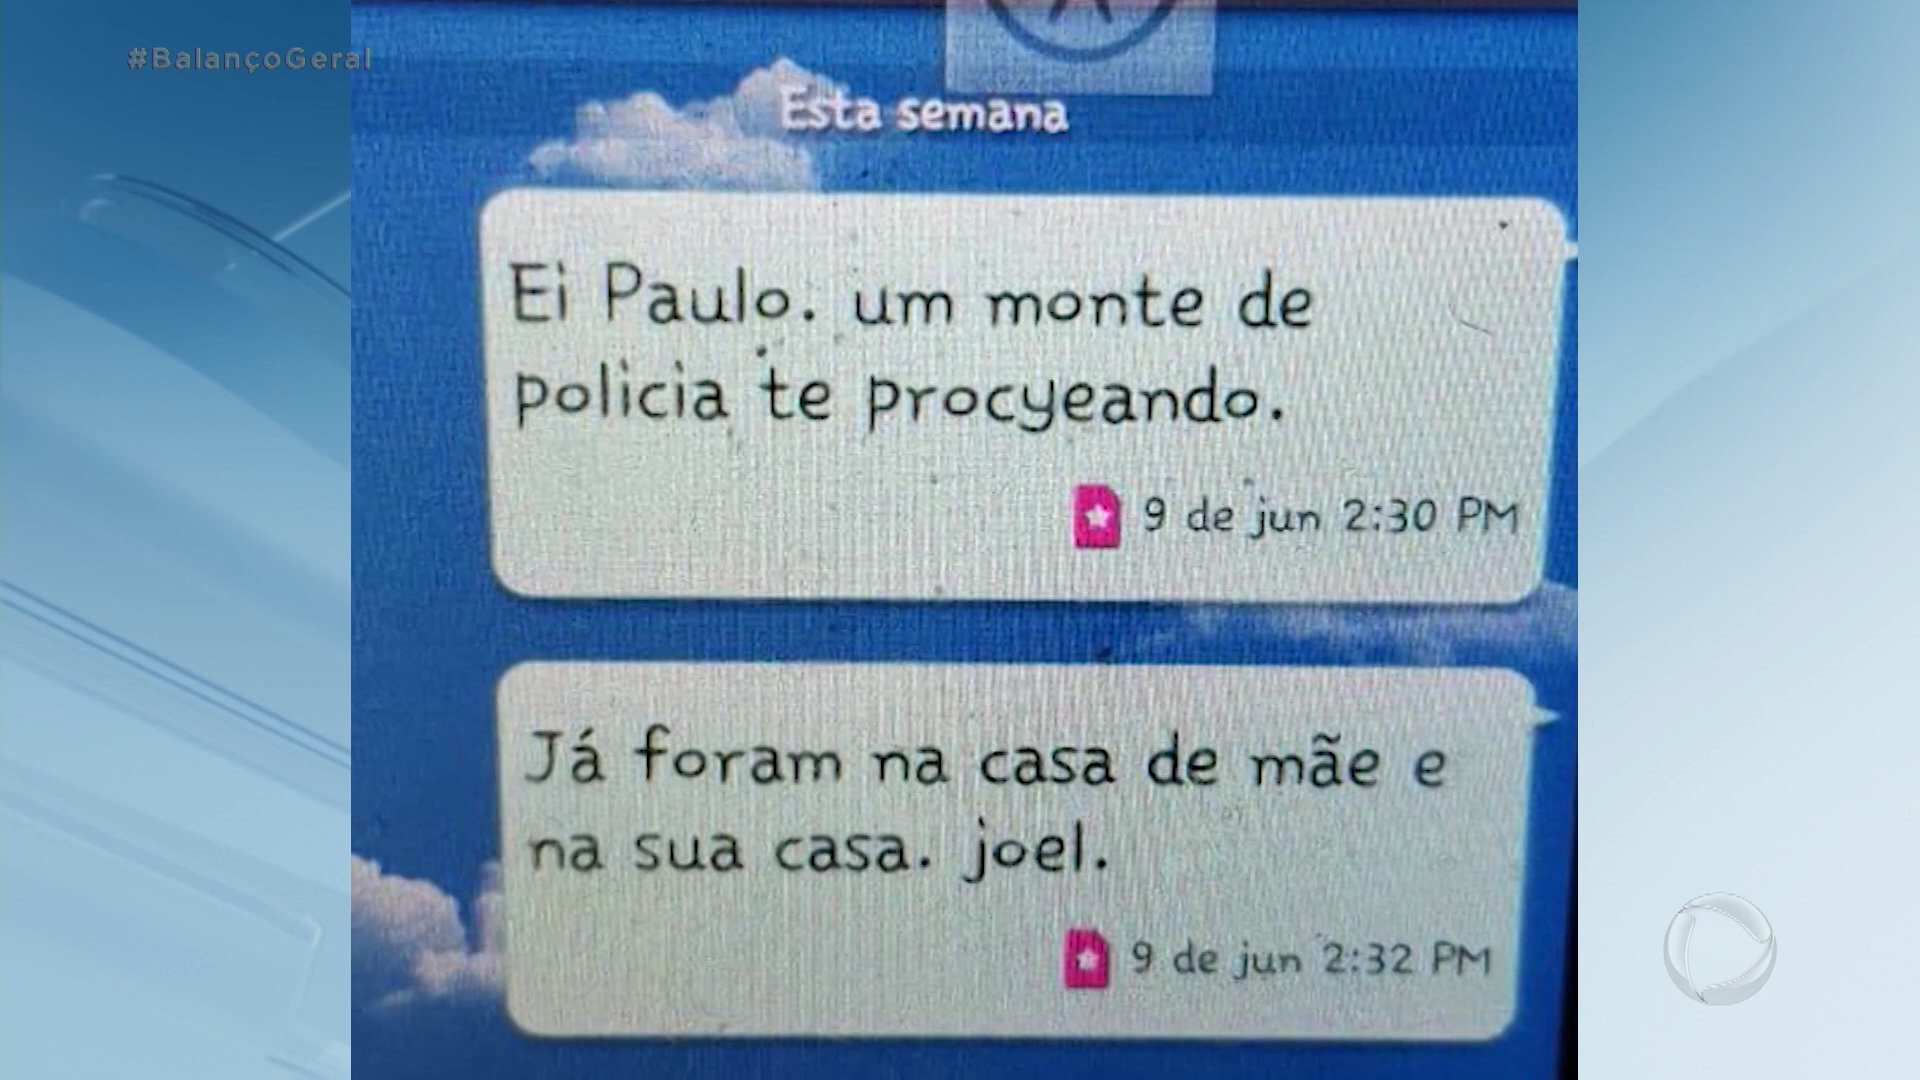 #BalançoGeral
Esta semana
Ei Paulo. um monte de
policia te procyeando.
9 de jun 2:30 PM
Já foram na casa de mãe e
na sua casa. joel.
9 de jun 2:32 PM